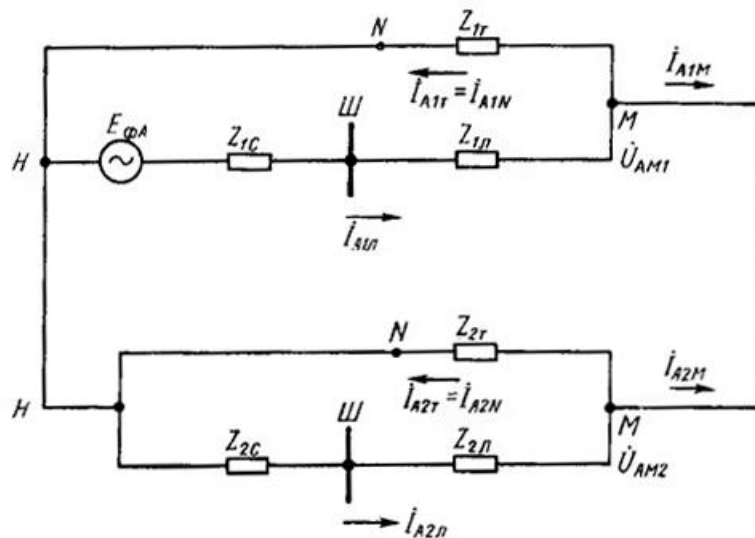 N
Z₁т
İA1M
İA1т = İA1N
EфA
Ш
H
Z₁C
Z₁л
M
U̇AM1
İA1л
N
Z₂т
İA2M
İA2т = İA2N
H
Ш
M
Z₂C
Z₂л
U̇AM2
İA2л